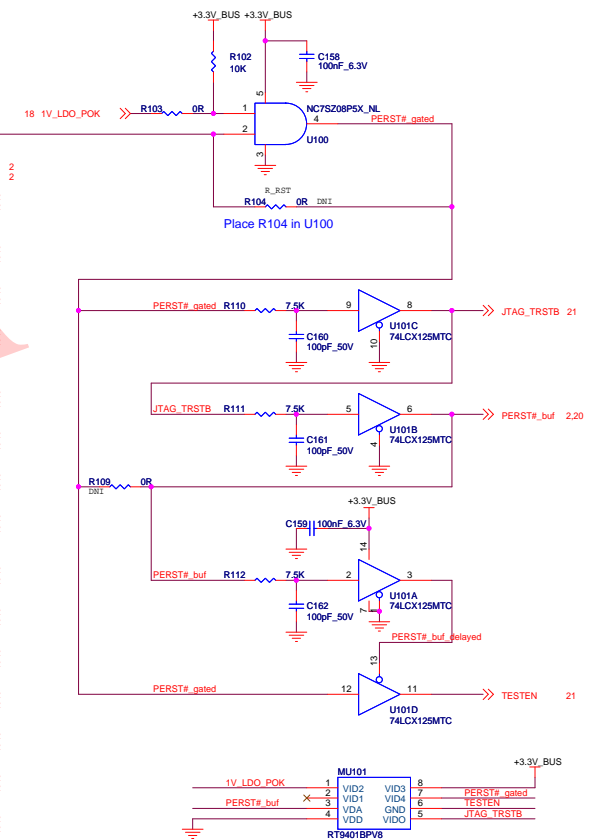 +3.3V_BUS +3.3V_BUS
R102
10K
C158
100nF_6.3V
5
18 1V_LDO_POK
R103 0R
1
NC7SZ08P5X_NL
4
PERST#_gated
2
U100
3
2
2
R_RST
R104 0R DNI
Place R104 in U100
PERST#_gated R110 7.5K 9 8
JTAG_TRSTB 21
C160
100pF_50V
10
U101C
74LCX125MTC
JTAG_TRSTB R111 7.5K 5 6
PERST#_buf 2,20
C161
100pF_50V
4
U101B
74LCX125MTC
R109 0R
DNI
+3.3V_BUS
C159 100nF_6.3V
14
PERST#_buf R112 7.5K 2 3
C162
100pF_50V
7
1
U101A
74LCX125MTC
PERST#_buf_delayed
13
PERST#_gated 12 11
TESTEN 21
U101D
74LCX125MTC
+3.3V_BUS
MU101
1V_LDO_POK 1 VID2 VID3 8
2 VID1 VID4 7 PERST#_gated
PERST#_buf 3 VDA GND 6 TESTEN
4 VDD VIDO 5 JTAG_TRSTB
RT9401BPV8